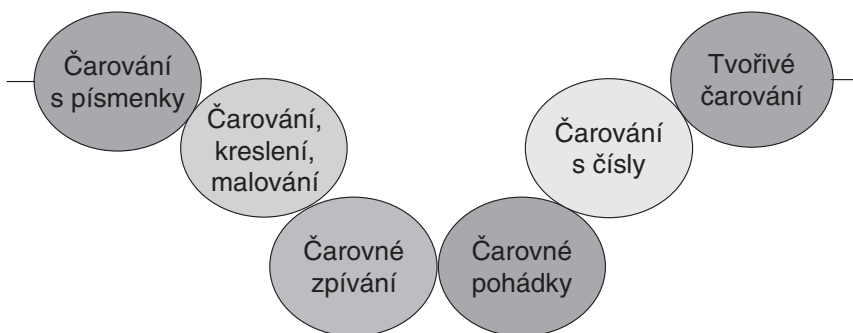 Čarování
s písmenky
Čarování,
kreslení,
malování
Čarovné
zpívání
Čarovné
pohádky
Čarování
s čísly
Tvořivé
čarování